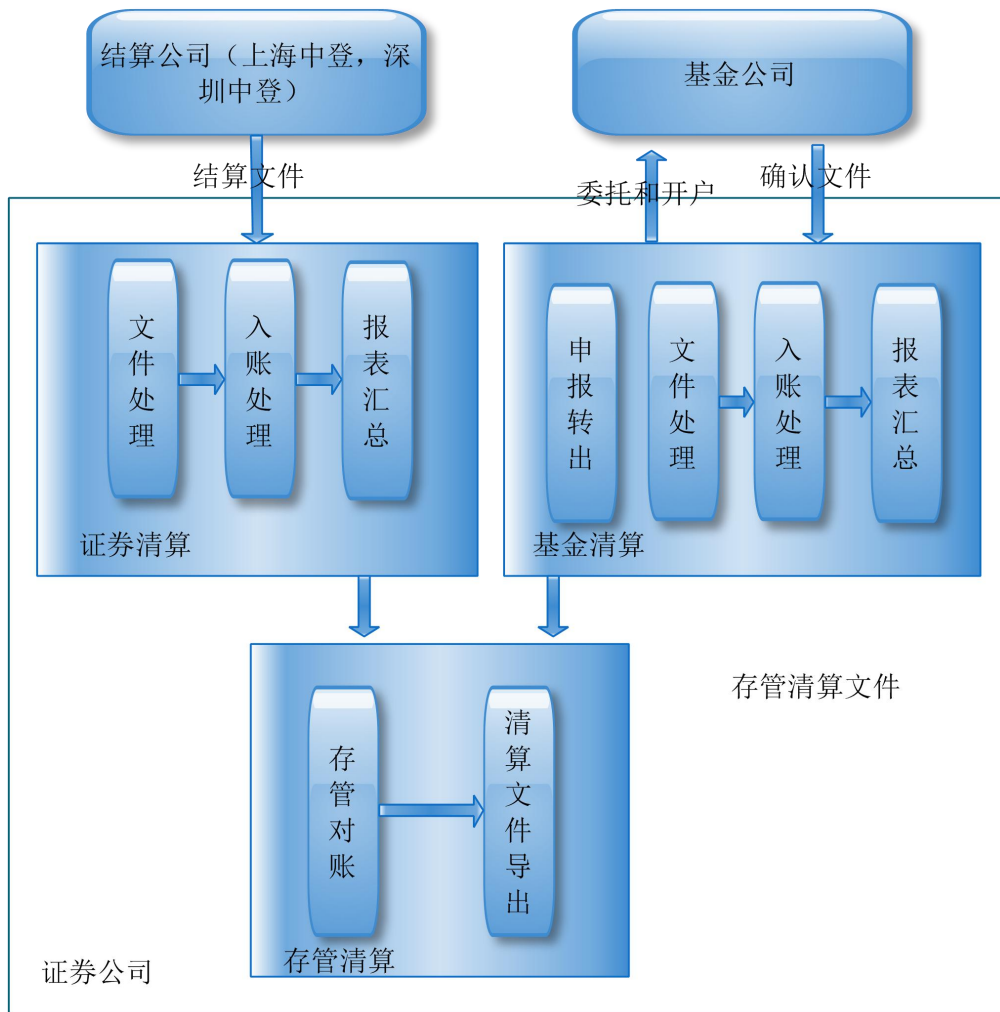 结算公司（上海中登，深
圳中登）
基金公司
结算文件
委托和开户
确认文件
文件处理
入账处理
报表汇总
证券清算
申报转出
文件处理
入账处理
报表汇总
基金清算
存管对账
清算文件导出
存管清算
存管清算文件
证券公司